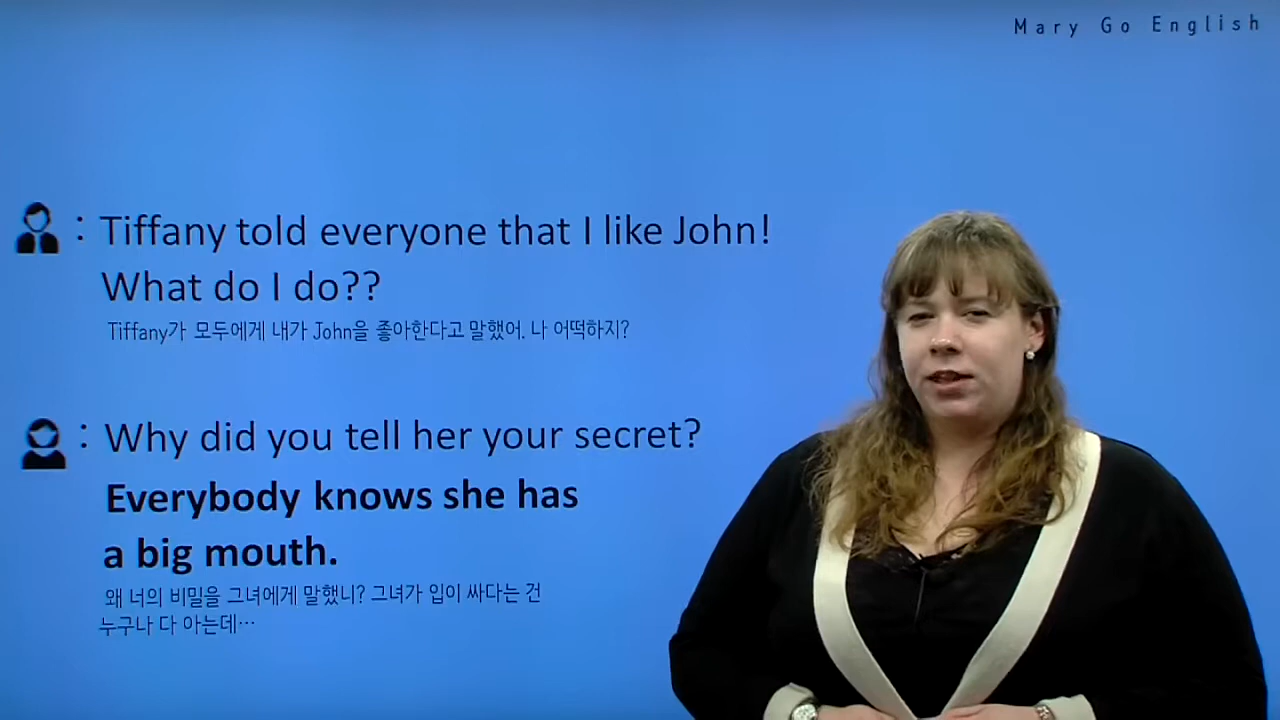 Mary Go English
: Tiffany told everyone that I like John!
What do I do??
Tiffany가 모두에게 내가 John을 좋아한다고 말했어. 나 어떡하지?
: Why did you tell her your secret?
Everybody knows she has
a big mouth.
왜 너의 비밀을 그녀에게 말했니? 그녀가 입이 싸다는 건
누구나 다 아는데…